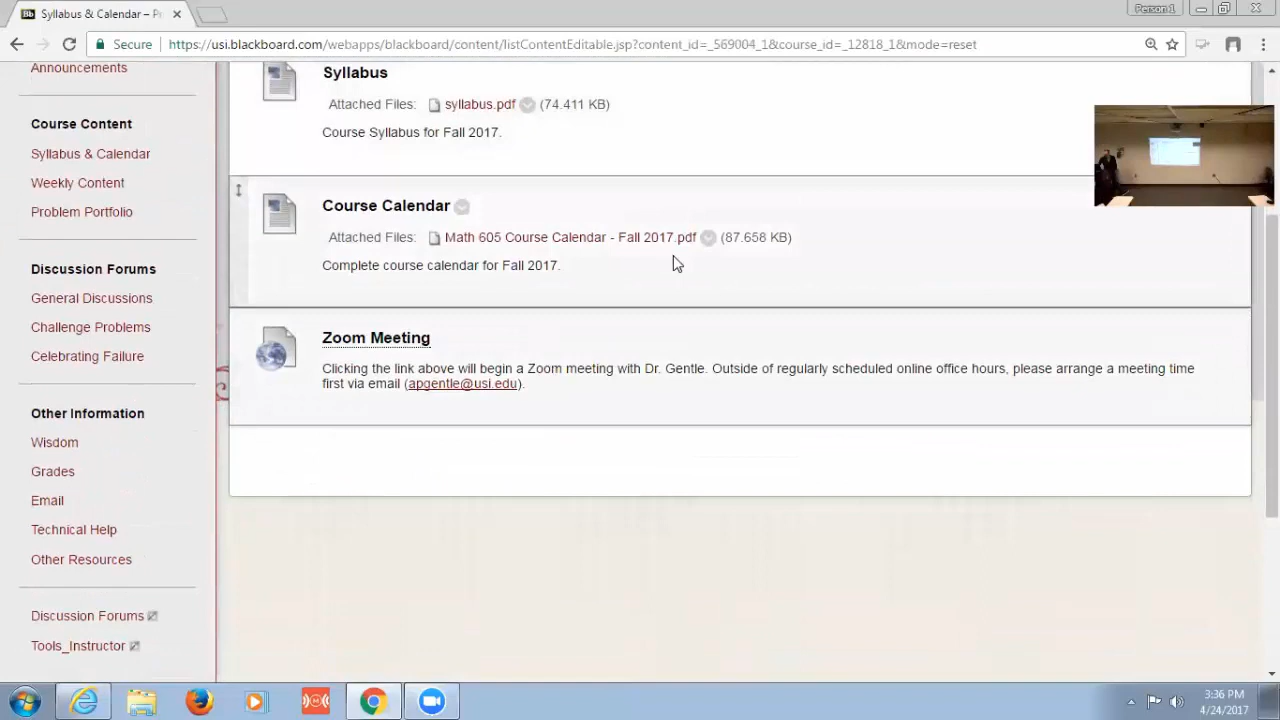 Syllabus & Calendar – Pr
Person 1
Secure
https://usi.blackboard.com/webapps/blackboard/content/listContentEditable.jsp?content_id=_569004_1&course_id=_12818_1&mode=reset
Announcements
Course Content
Syllabus & Calendar
Weekly Content
Problem Portfolio
Discussion Forums
General Discussions
Challenge Problems
Celebrating Failure
Other Information
Wisdom
Grades
Email
Technical Help
Other Resources
Discussion Forums
Tools_Instructor
Syllabus
Attached Files: syllabus.pdf (74.411 KB)
Course Syllabus for Fall 2017.
Course Calendar
Attached Files: Math 605 Course Calendar - Fall 2017.pdf (87.658 KB)
Complete course calendar for Fall 2017.
Zoom Meeting
Clicking the link above will begin a Zoom meeting with Dr. Gentle. Outside of regularly scheduled online office hours, please arrange a meeting time
first via email (apgentle@usi.edu).
3:36 PM
4/24/2017